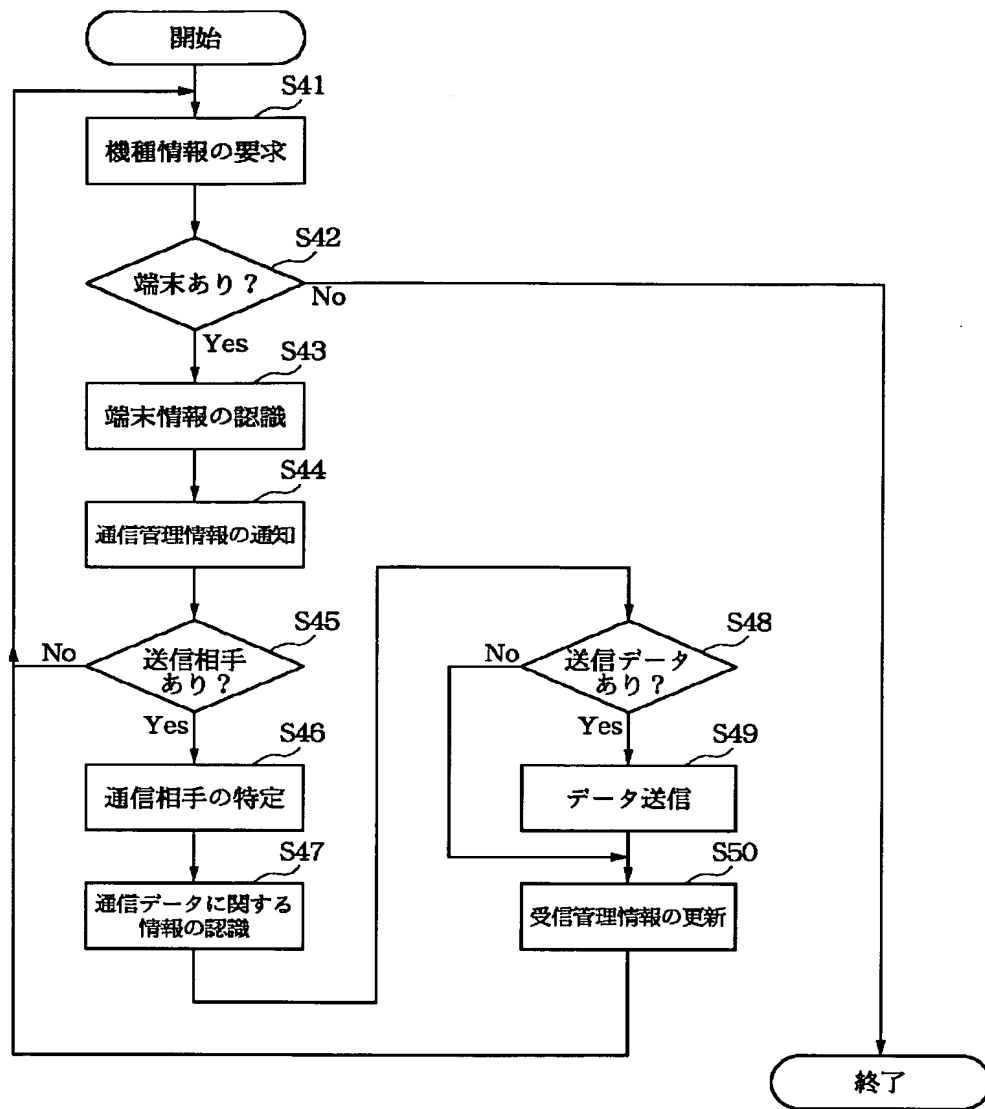 開始
S41
機種情報の要求
S42
端末あり？
No
Yes
S43
端末情報の認識
S44
通信管理情報の通知
S45
No
送信相手
あり？
Yes
S46
通信相手の特定
S47
通信データに関する
情報の認識
S48
No
送信データ
あり？
Yes
S49
データ送信
S50
受信管理情報の更新
終了